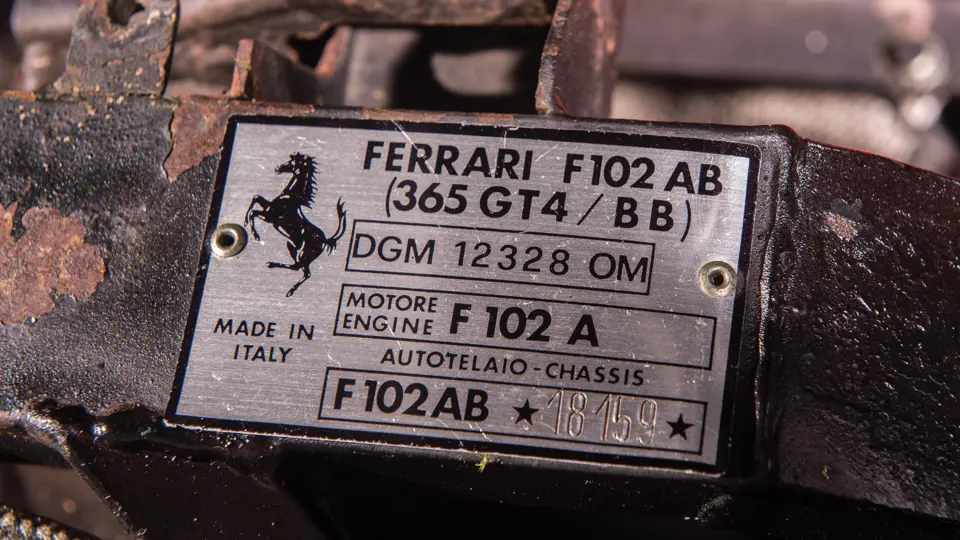 FERRARI F102 AB
(365 GT4 / BB)
DGM 12328 OM
MOTORE
ENGINE F 102 A
MADE IN
ITALY
AUTOTELAIO-CHASSIS
F102AB ★ 18159 ★